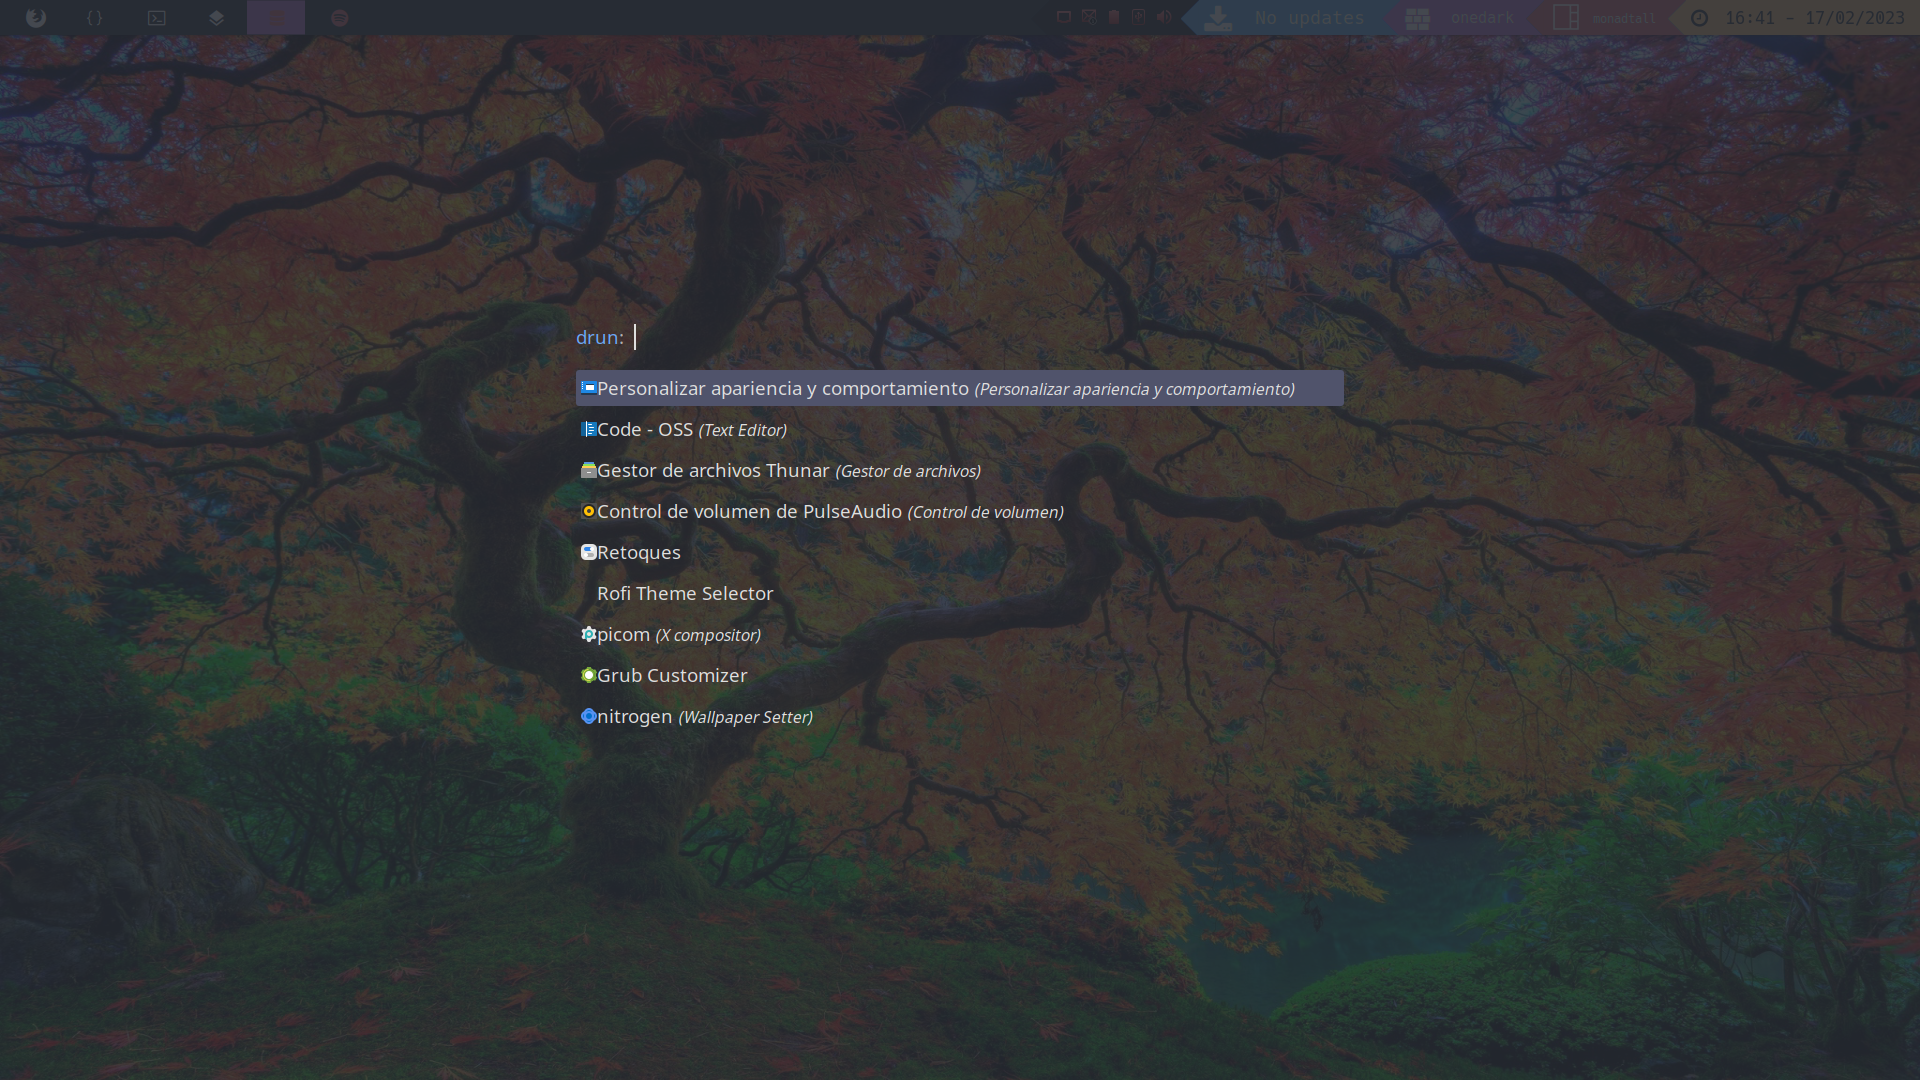 No updates onedark monadtall 16:41 - 17/02/2023
drun:
Personalizar apariencia y comportamiento (Personalizar apariencia y comportamiento)
Code - OSS (Text Editor)
Gestor de archivos Thunar (Gestor de archivos)
Control de volumen de PulseAudio (Control de volumen)
Retoques
Rofi Theme Selector
picom (X compositor)
Grub Customizer
nitrogen (Wallpaper Setter)